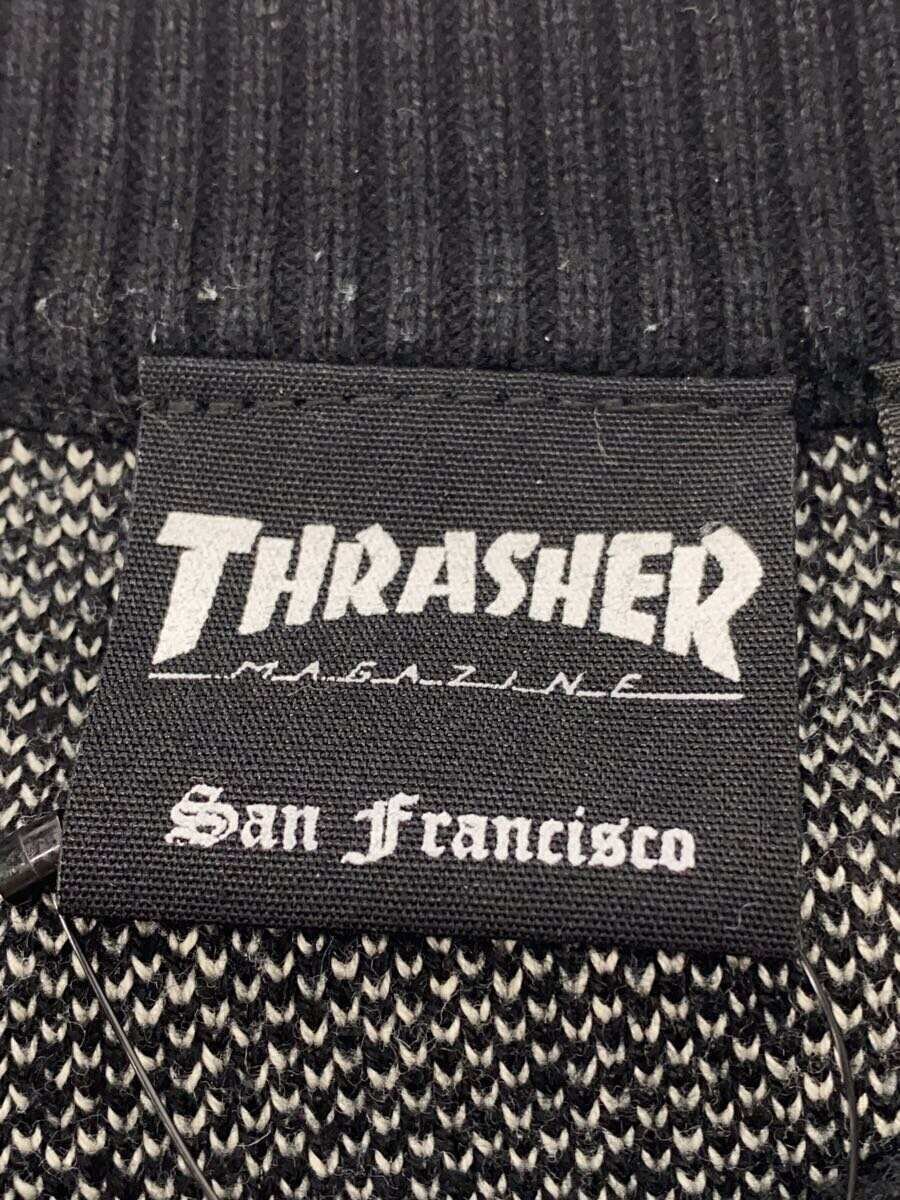 THRASHER
MAGAZINE
San Francisco